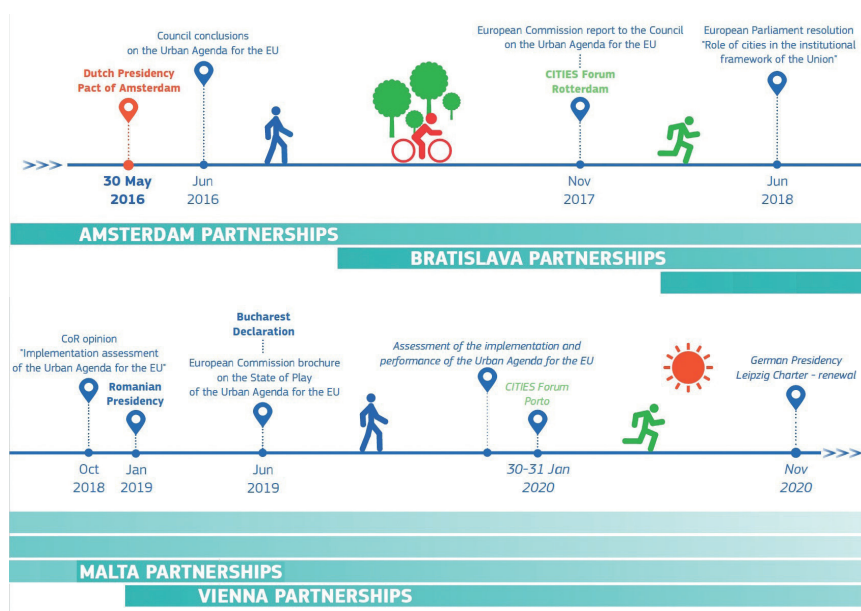 Council conclusions
on the Urban Agenda for the EU
Dutch Presidency
Pact of Amsterdam
European Commission report to the Council
on the Urban Agenda for the EU
CITIES Forum
Rotterdam
European Parliament resolution
"Role of cities in the institutional
framework of the Union"
30 May
2016
Jun
2016
Nov
2017
Jun
2018
AMSTERDAM PARTNERSHIPS
BRATISLAVA PARTNERSHIPS
CoR opinion
"Implementation assessment
of the Urban Agenda for the EU"
Romanian
Presidency
Bucharest
Declaration
European Commission brochure
on the State of Play
of the Urban Agenda for the EU
Assessment of the implementation and
performance of the Urban Agenda for the EU
CITIES Forum
Porto
German Presidency
Leipzig Charter – renewal
Oct
2018
Jan
2019
Jun
2019
30-31 Jan
2020
Nov
2020
MALTA PARTNERSHIPS
VIENNA PARTNERSHIPS